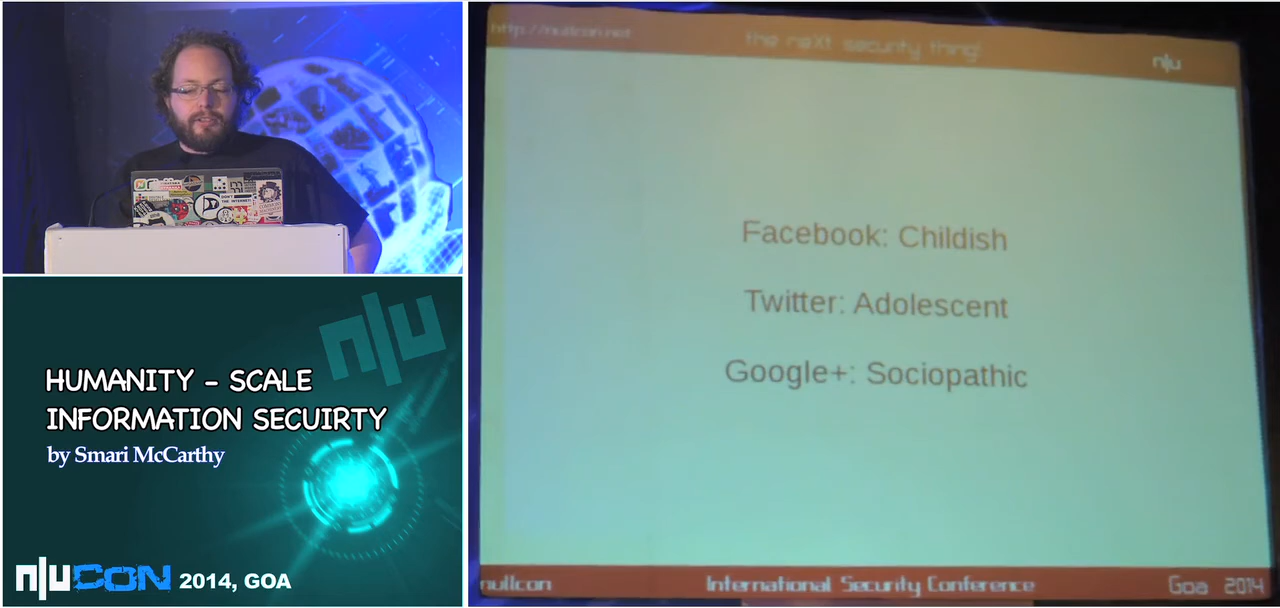 HUMANITY - SCALE
INFORMATION SECUIRTY
by Smari McCarthy
n|u
n|uCON 2014, GOA
http://nullcon.net
the neXt security thing!
n|u
Facebook: Childish
Twitter: Adolescent
Google+: Sociopathic
nullcon
International Security Conference
Goa 2014